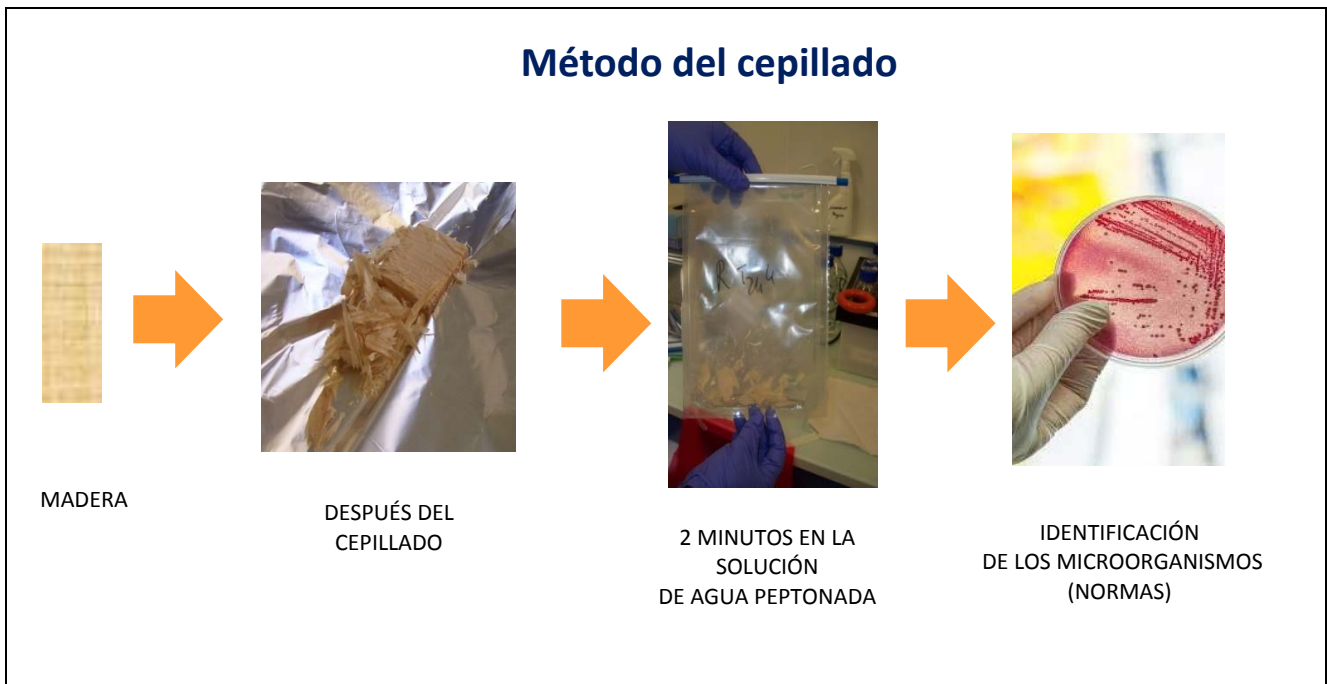 Método del cepillado
MADERA
DESPUÉS DEL
CEPILLADO
2 MINUTOS EN LA
SOLUCIÓN
DE AGUA PEPTONADA
IDENTIFICACIÓN
DE LOS MICROORGANISMOS
(NORMAS)